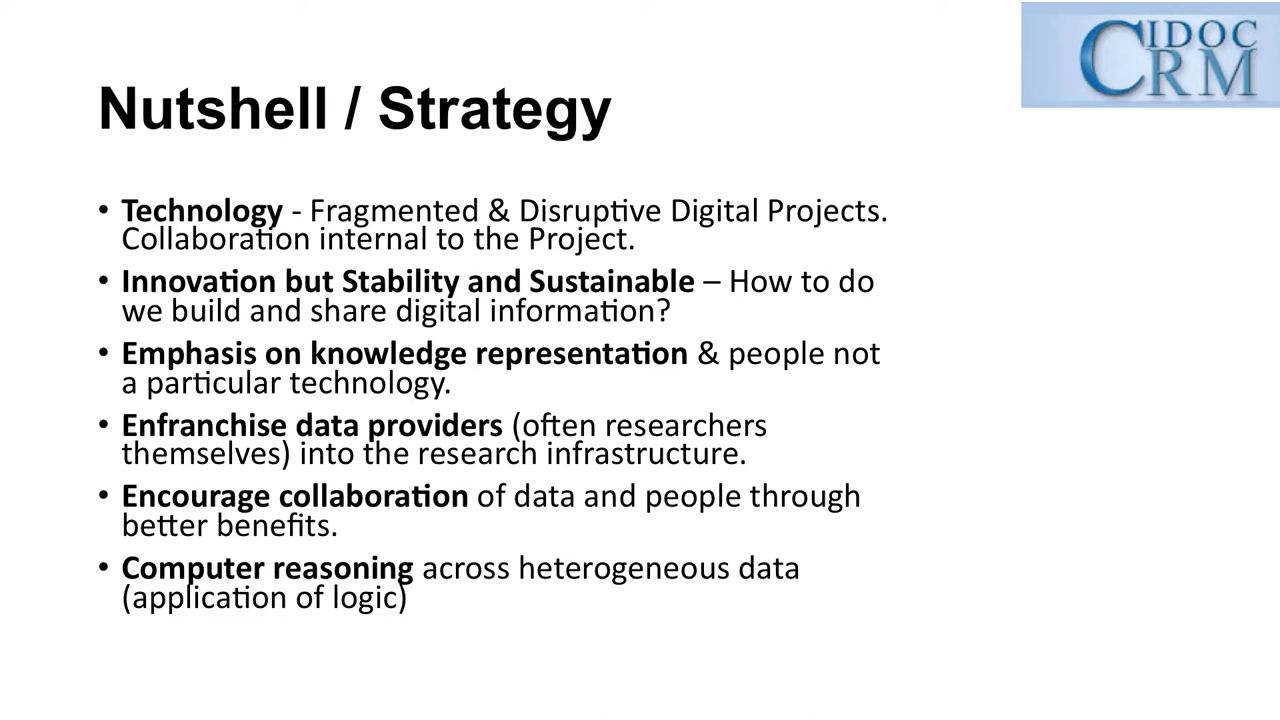 CIDOC
CRM
Nutshell / Strategy
• Technology - Fragmented & Disruptive Digital Projects.
Collaboration internal to the Project.
• Innovation but Stability and Sustainable – How to do
we build and share digital information?
• Emphasis on knowledge representation & people not
a particular technology.
• Enfranchise data providers (often researchers
themselves) into the research infrastructure.
• Encourage collaboration of data and people through
better benefits.
• Computer reasoning across heterogeneous data
(application of logic)